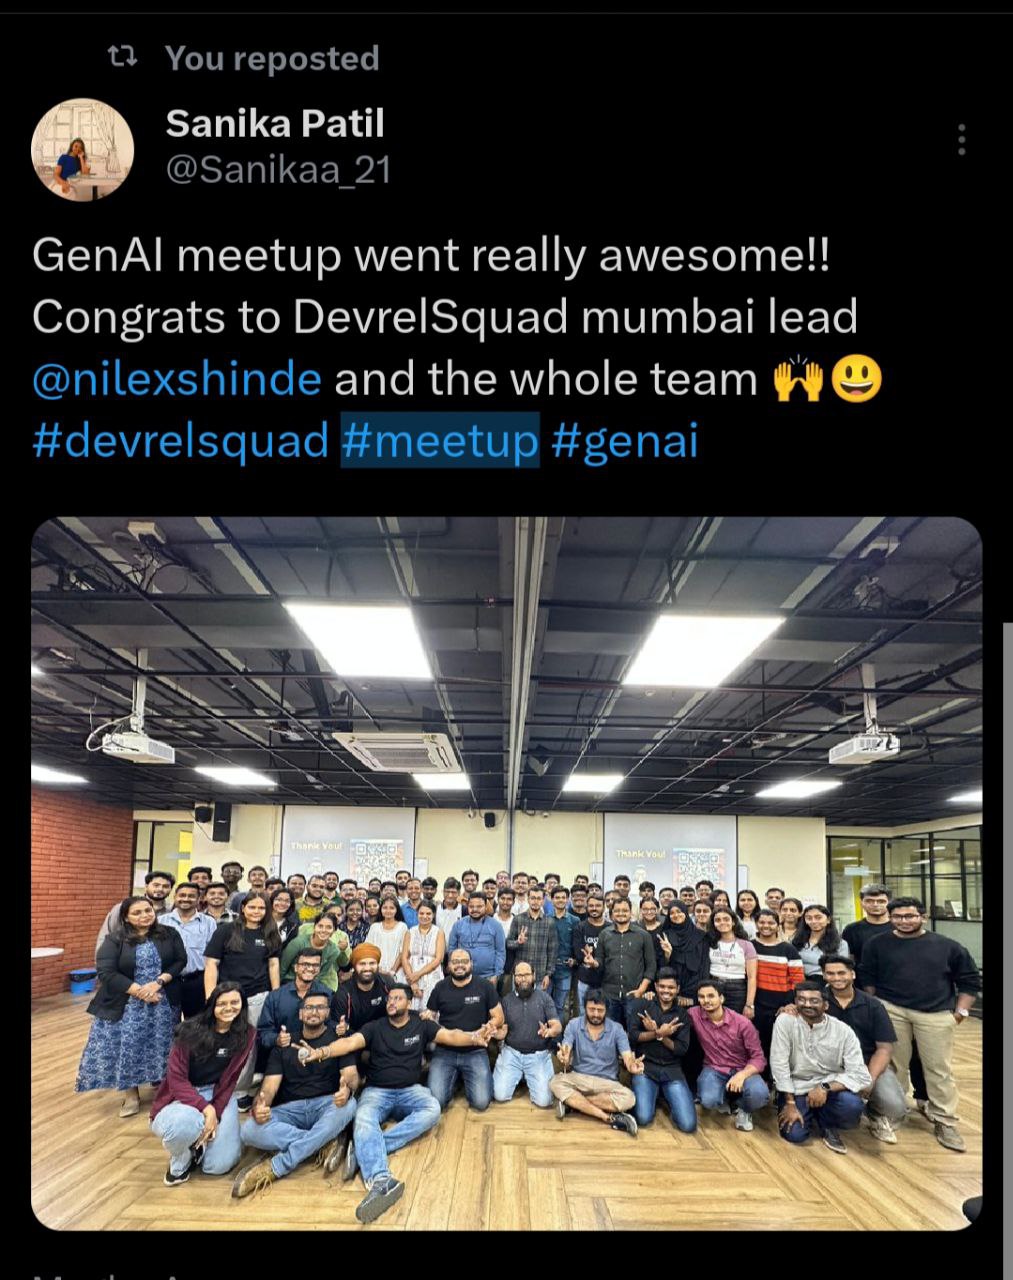 You reposted
Sanika Patil
@Sanikaa_21
GenAI meetup went really awesome!!
Congrats to DevrelSquad mumbai lead
@nilexshinde and the whole team 🙌😃
#devrelsquad #meetup #genai
Thank You!
Thank You!